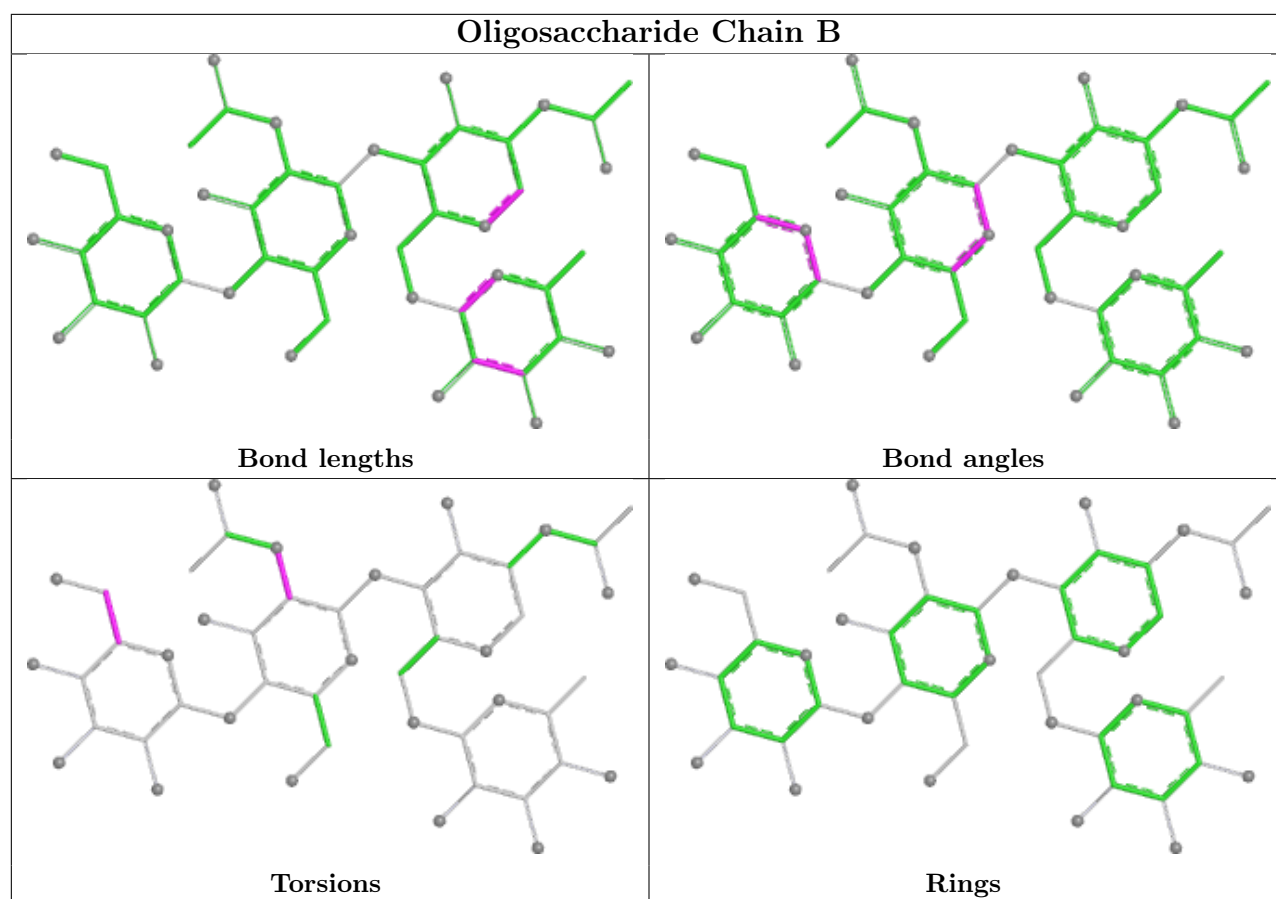 Oligosaccharide Chain B
Bond lengths
Bond angles
Torsions
Rings